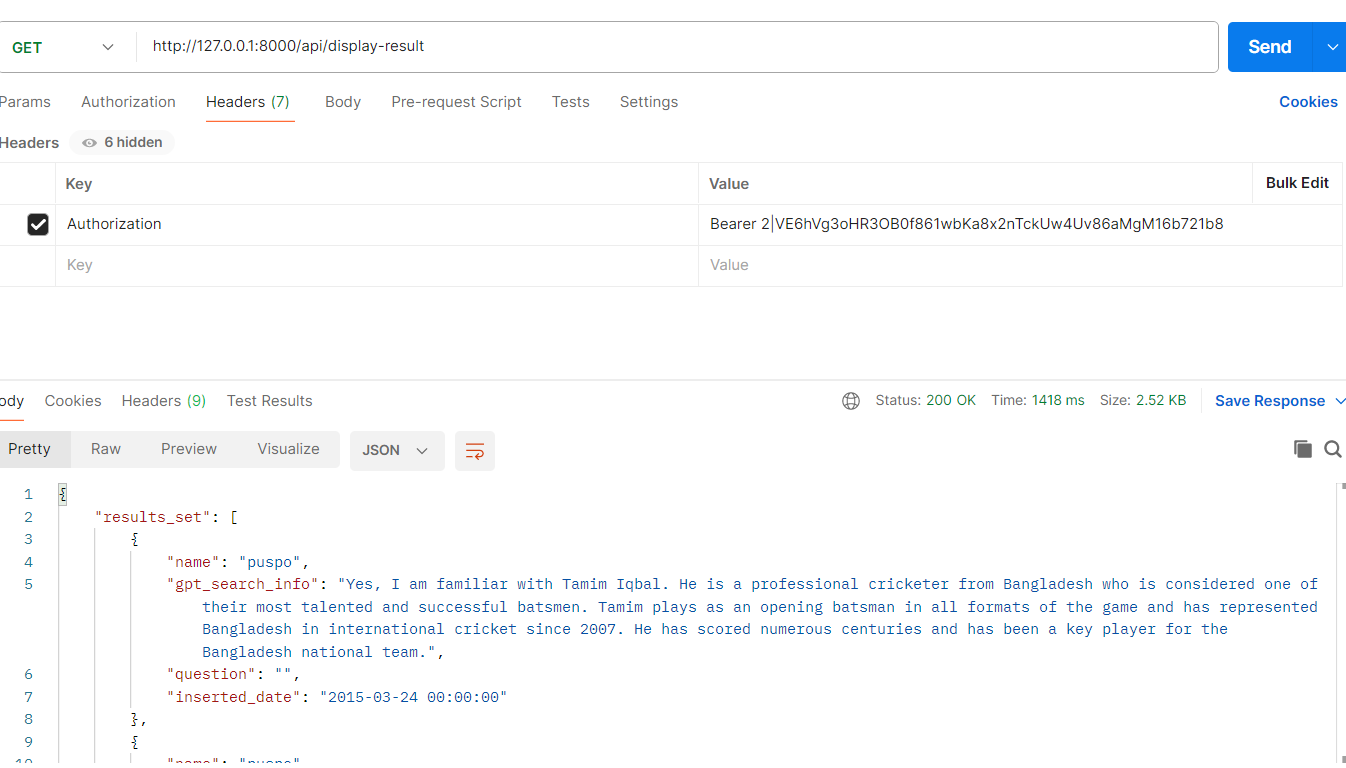 GET http://127.0.0.1:8000/api/display-result Send
Params Authorization Headers (7) Body Pre-request Script Tests Settings Cookies
Headers 6 hidden
Key Value Bulk Edit
Authorization Bearer 2|VE6hVg3oHR3OB0f861wbKa8x2nTckUw4Uv86aMgM16b721b8
Key Value
ody Cookies Headers (9) Test Results Status: 200 OK Time: 1418 ms Size: 2.52 KB Save Response
Pretty Raw Preview Visualize JSON
1 {
2 "results_set": [
3 {
4 "name": "puspo",
5 "gpt_search_info": "Yes, I am familiar with Tamim Iqbal. He is a professional cricketer from Bangladesh who is considered one of
their most talented and successful batsmen. Tamim plays as an opening batsman in all formats of the game and has represented
Bangladesh in international cricket since 2007. He has scored numerous centuries and has been a key player for the
Bangladesh national team.",
6 "question": "",
7 "inserted_date": "2015-03-24 00:00:00"
8 },
9 {
10 "name": "puspo"